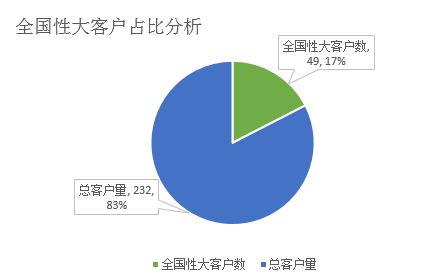 全国性大客户占比分析
全国性大客户数,
49, 17%
总客户量, 232,
83%
全国性大客户数
总客户量